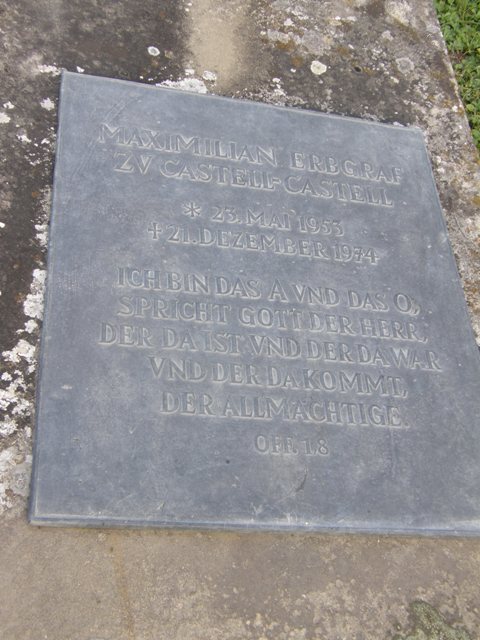 MAXIMILIAN ERBGRAF
ZV CASTELL-CASTELL
* 23. MAI 1953
✝ 21. DEZEMBER 1974
ICH BIN DAS A VND DAS O,
SPRICHT GOTT DER HERR,
DER DA IST VND DER DA WAR
VND DER DA KOMMT,
DER ALLMÄCHTIGE.
OFF. 1.8